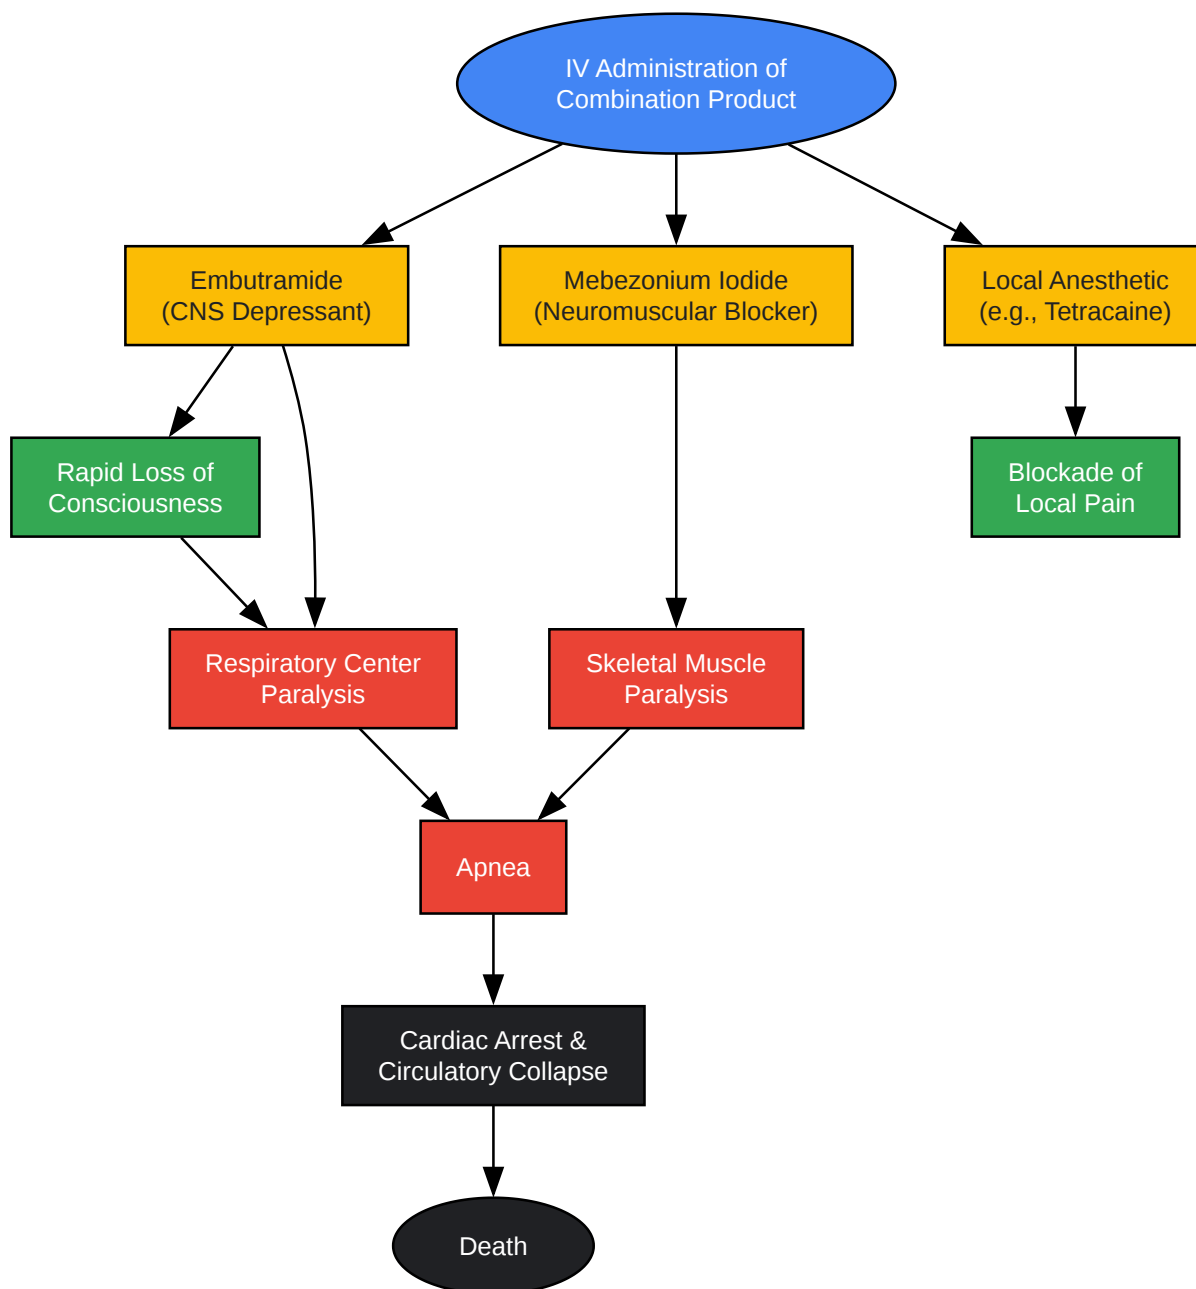 IV Administration of
Combination Product
Embutramide
(CNS Depressant)
Mebezonium Iodide
(Neuromuscular Blocker)
Local Anesthetic
(e.g., Tetracaine)
Rapid Loss of
Consciousness
Blockade of
Local Pain
Respiratory Center
Paralysis
Skeletal Muscle
Paralysis
Apnea
Cardiac Arrest &
Circulatory Collapse
Death